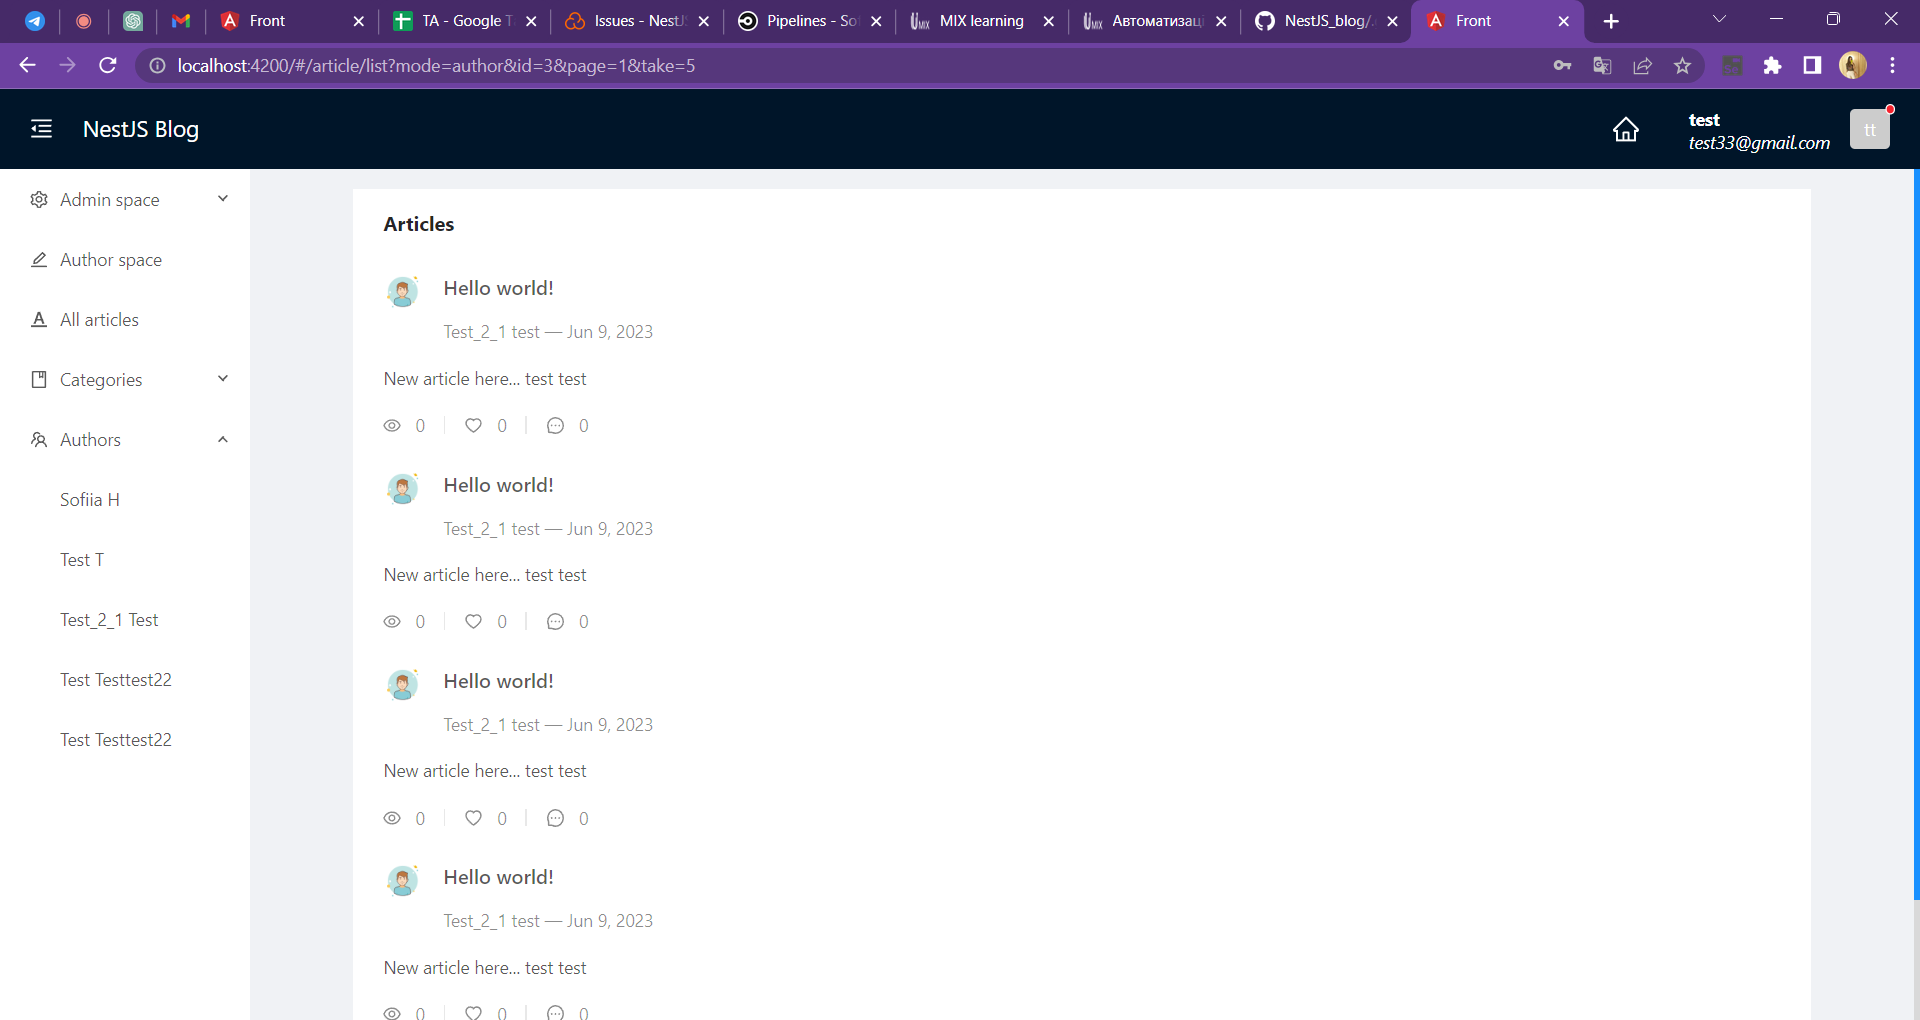 Front
TA - Google T
Issues - NestJS
Pipelines - So
MIX learning
Автоматизаці
NestJS_blog/.
Front
localhost:4200/#/article/list?mode=author&id=3&page=1&take=5
NestJS Blog
test
test33@gmail.com
tt
Admin space
Author space
All articles
Categories
Authors
Sofiia H
Test T
Test_2_1 Test
Test Testtest22
Test Testtest22
Articles
Hello world!
Test_2_1 test — Jun 9, 2023
New article here... test test
0 0 0
Hello world!
Test_2_1 test — Jun 9, 2023
New article here... test test
0 0 0
Hello world!
Test_2_1 test — Jun 9, 2023
New article here... test test
0 0 0
Hello world!
Test_2_1 test — Jun 9, 2023
New article here... test test
0 0 0